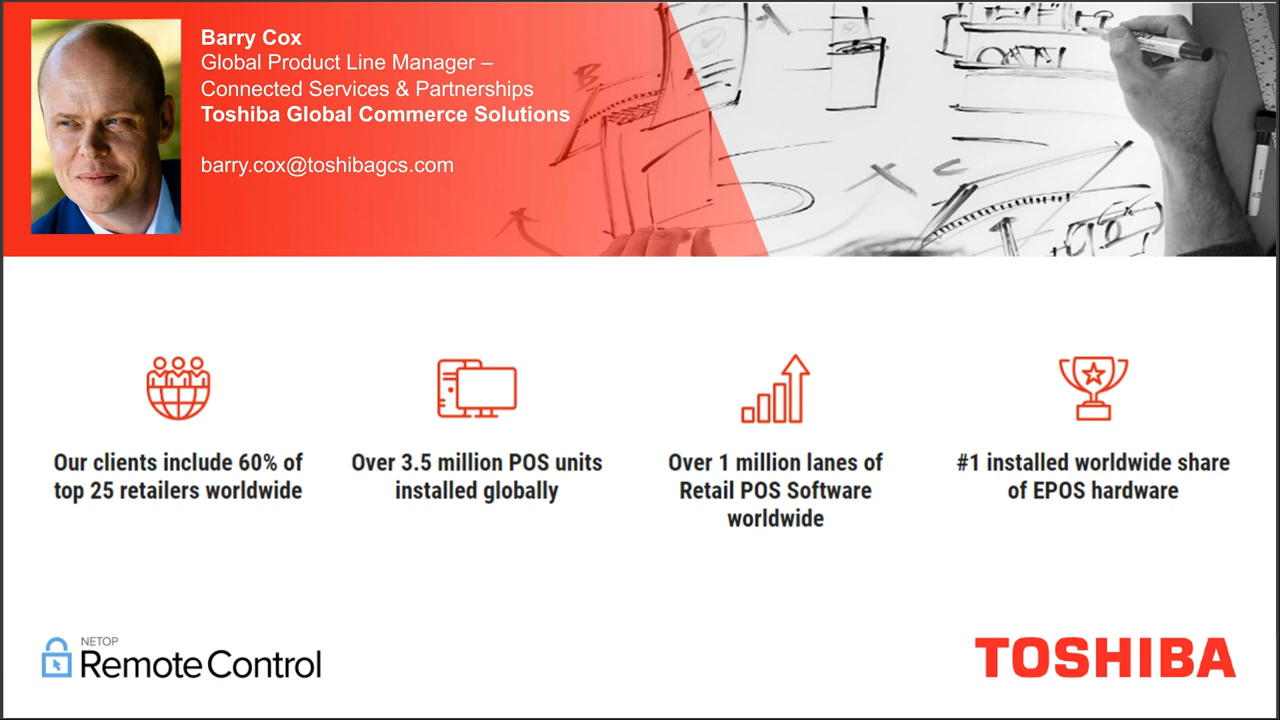 Barry Cox
Global Product Line Manager –
Connected Services & Partnerships
Toshiba Global Commerce Solutions
barry.cox@toshibagcs.com
Our clients include 60% of
top 25 retailers worldwide
Over 3.5 million POS units
installed globally
Over 1 million lanes of
Retail POS Software
worldwide
#1 installed worldwide share
of EPOS hardware
NETOP
Remote Control
TOSHIBA